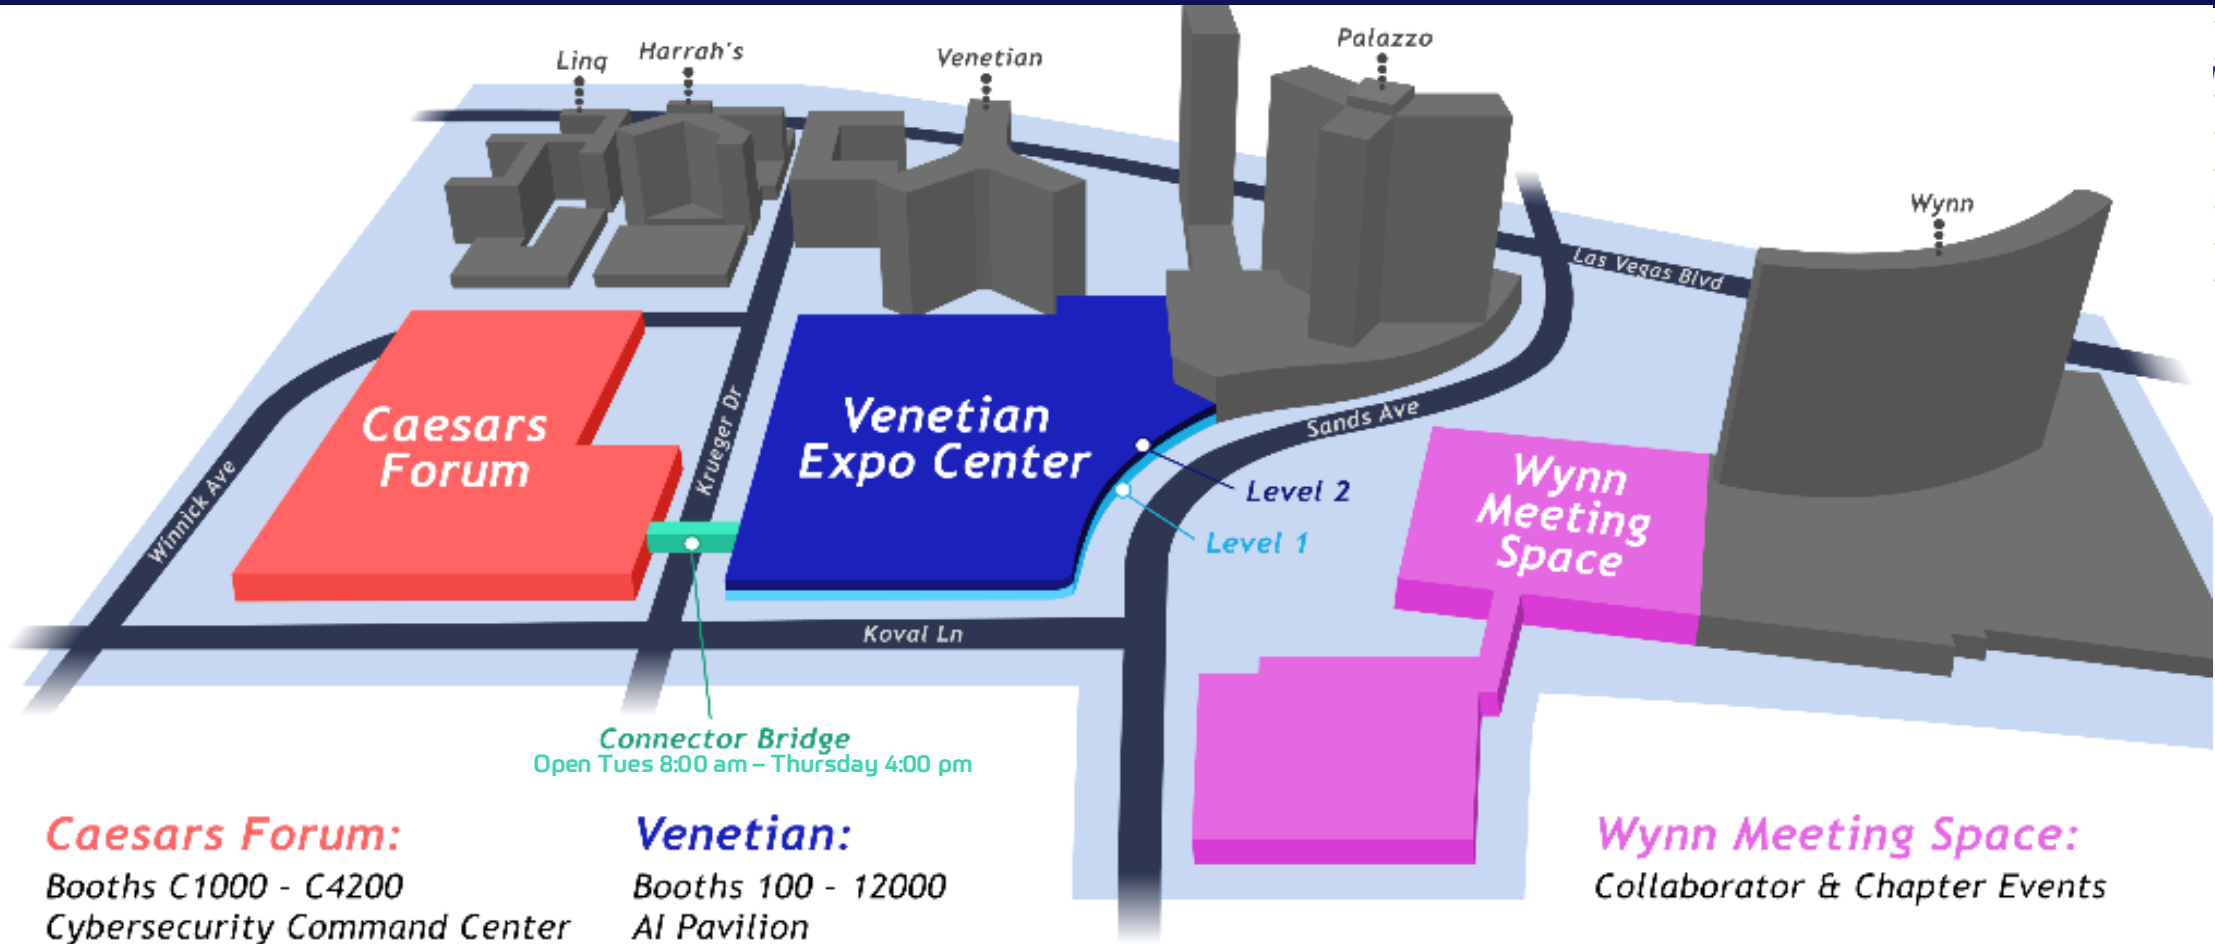 Linq
Harrah's
Venetian
Palazzo
Wynn
Las Vegas Blvd
Caesars
Forum
Krueger Dr
Venetian
Expo Center
Sands Ave
Winnick Ave
Level 2
Level 1
Wynn
Meeting
Space
Koval Ln
Connector Bridge
Open Tues 8:00 am – Thursday 4:00 pm
Caesars Forum:
Booths C1000 - C4200
Cybersecurity Command Center
Venetian:
Booths 100 - 12000
AI Pavilion
Wynn Meeting Space:
Collaborator & Chapter Events